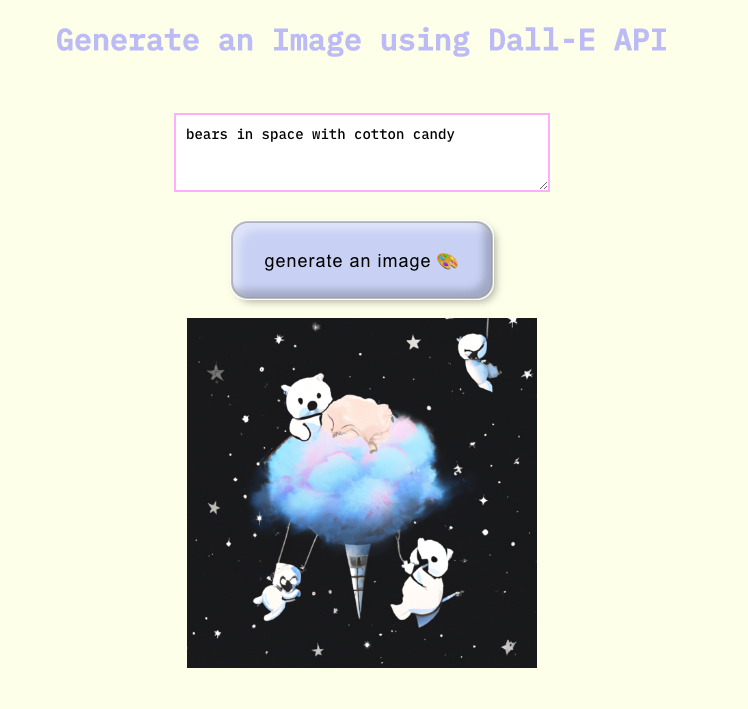 Generate an Image using Dall-E API
bears in space with cotton candy
generate an image 🎨